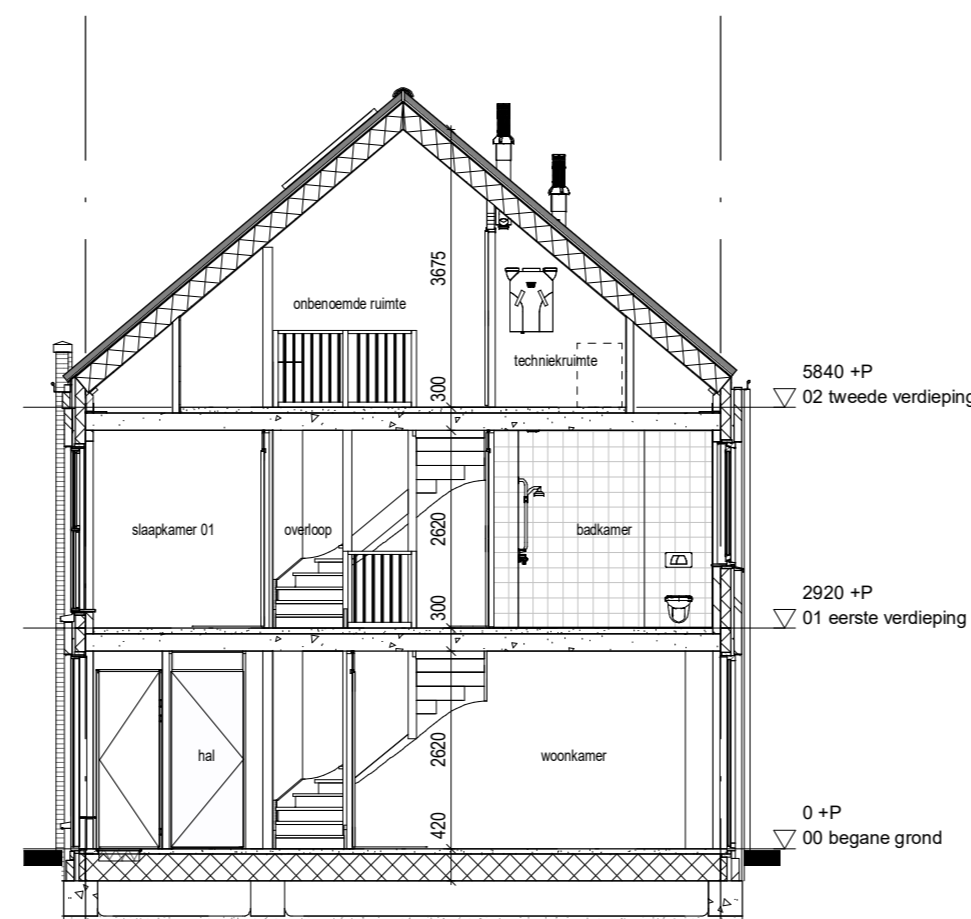 3675
onbenoemde ruimte
techniekruimte
5840 +P
300
02 tweede verdieping
slaapkamer 01
overloop
2620
badkamer
2920 +P
300
01 eerste verdieping
hal
2620
woonkamer
0 +P
420
00 begane grond